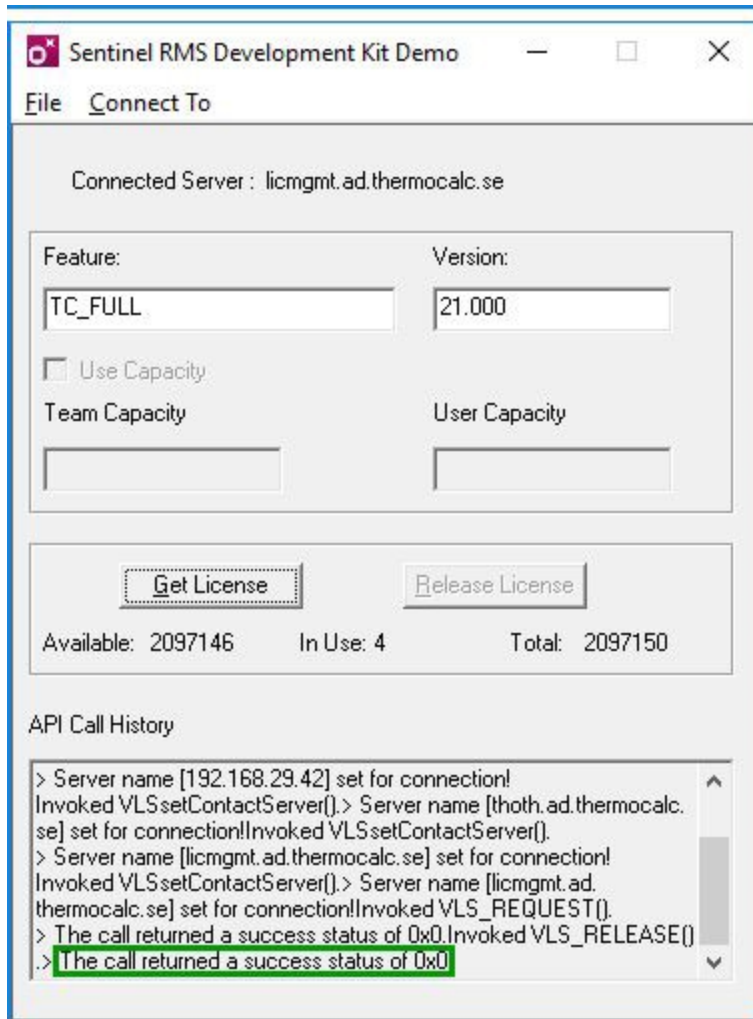 Sentinel RMS Development Kit Demo
File Connect To
Connected Server : licmgmt.ad.thermocalc.se
Feature: Version:
TC_FULL 21.000
Use Capacity
Team Capacity User Capacity
Get License Release License
Available: 2097146 In Use: 4 Total: 2097150
API Call History
> Server name [192.168.29.42] set for connection!
Invoked VLSsetContactServer().> Server name [thoth.ad.thermocalc.
se] set for connection!Invoked VLSsetContactServer().
> Server name [licmgmt.ad.thermocalc.se] set for connection!
Invoked VLSsetContactServer().> Server name [licmgmt.ad.
thermocalc.se] set for connection!Invoked VLS_REQUEST().
> The call returned a success status of 0x0.Invoked VLS_RELEASE()
.> The call returned a success status of 0x0